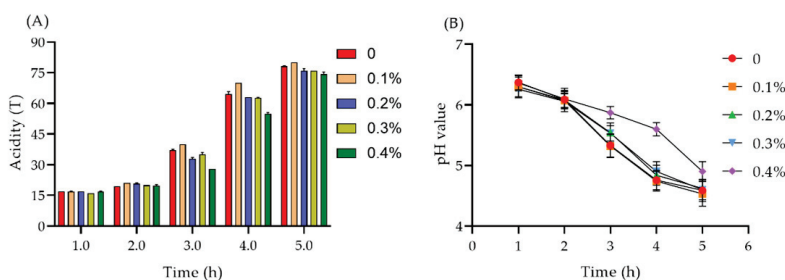 (A)
Acidity (T)
90
75
60
45
30
15
0
1.0 2.0 3.0 4.0 5.0
Time (h)
0
0.1%
0.2%
0.3%
0.4%
(B)
pH value
7
6
5
4
0 1 2 3 4 5 6
Time (h)
0
0.1%
0.2%
0.3%
0.4%